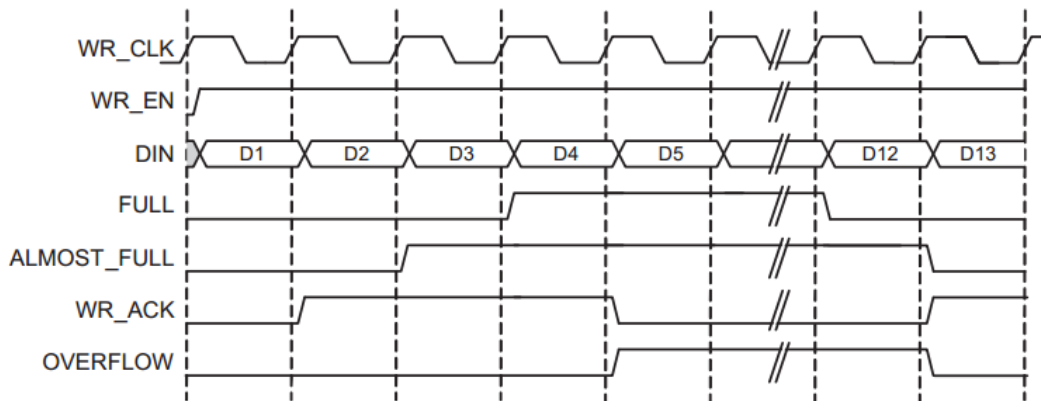 WR_CLK
WR_EN
DIN D1 D2 D3 D4 D5 D12 D13
FULL
ALMOST_FULL
WR_ACK
OVERFLOW